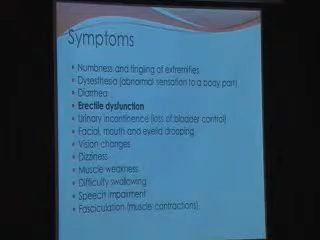 Symptoms
• Numbness and tingling of extremities
• Dysesthesia (abnormal sensation to a body part)
• Diarrhea
• Erectile dysfunction
• Urinary incontinence (loss of bladder control)
• Facial, mouth and eyelid drooping
• Vision changes
• Dizziness
• Muscle weakness
• Difficulty swallowing
• Speech impairment
• Fasciculation (muscle contractions)